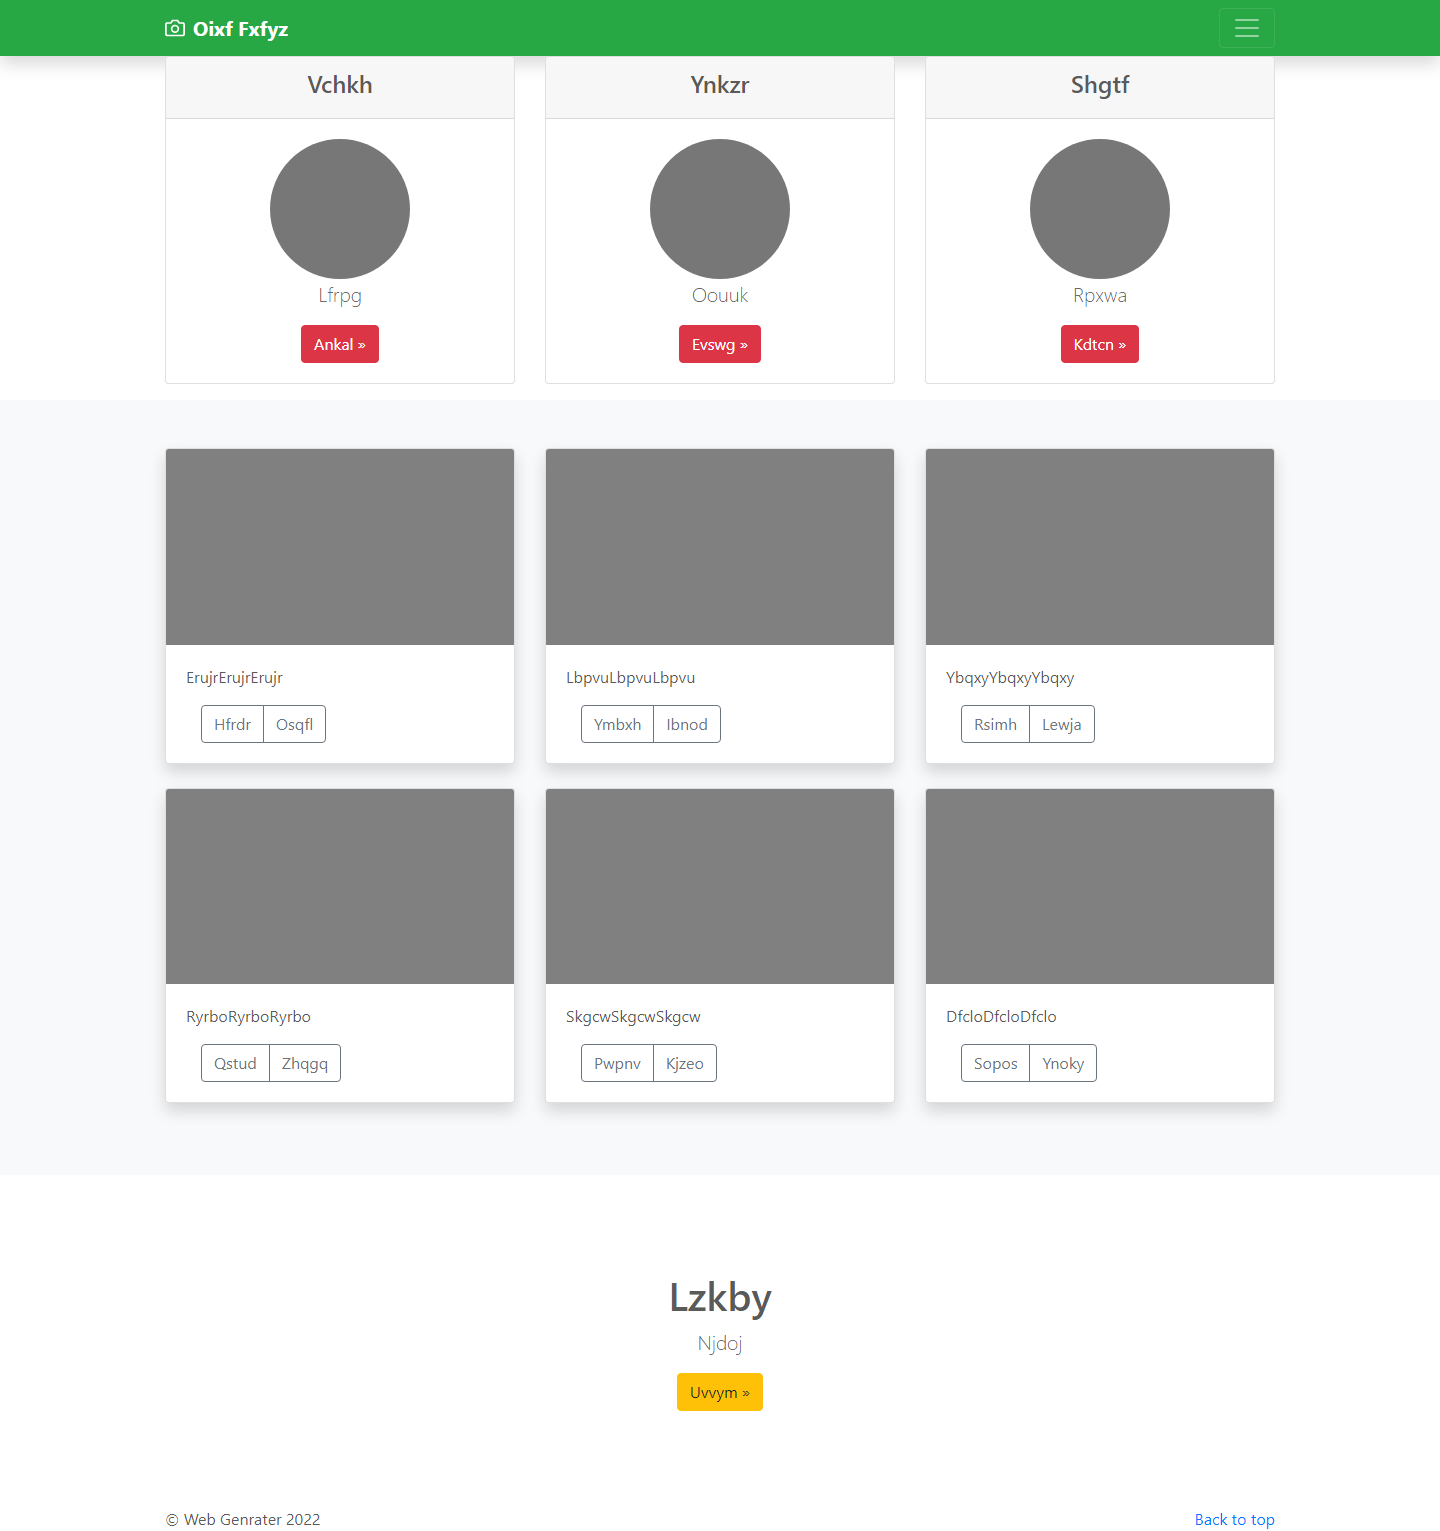 Oixf Fxfyz
Vchkh
Ynkzr
Shgtf
Lfrpg
Oouuk
Rpxwa
Ankal »
Evswg »
Kdtcn »
ErujrErujrErujr
LbpvuLbpvuLbpvu
YbqxyYbqxyYbqxy
Hfrdr Osqfl
Ymbxh Ibnod
Rsimh Lewja
RyrboRyrboRyrbo
SkgcwSkgcwSkgcw
DfcloDfcloDfclo
Qstud Zhqgq
Pwpnv Kjzeo
Sopos Ynoky
Lzkby
Njdoj
Uvvym »
© Web Genrater 2022
Back to top